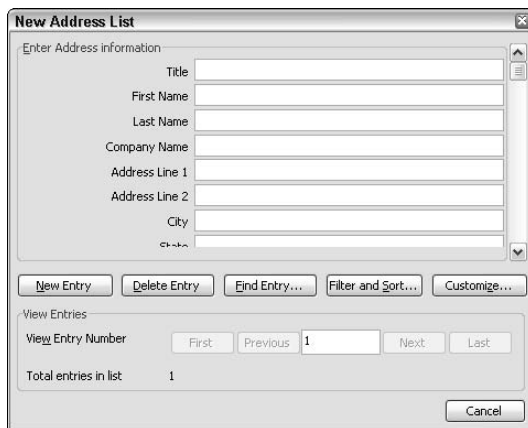 New Address List
Enter Address information
Title
First Name
Last Name
Company Name
Address Line 1
Address Line 2
City
State
New Entry Delete Entry Find Entry... Filter and Sort... Customize...
View Entries
View Entry Number First Previous 1 Next Last
Total entries in list 1
Cancel